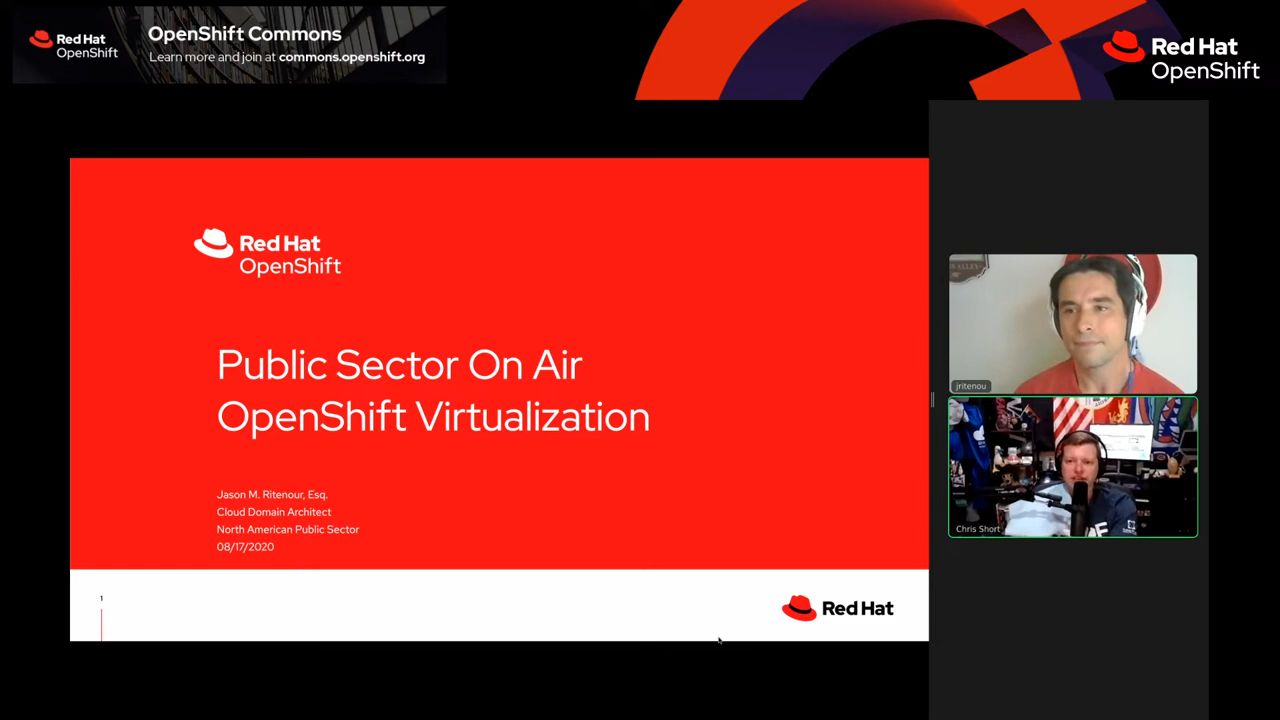 Red Hat
OpenShift
OpenShift Commons
Learn more and join at commons.openshift.org
Red Hat
OpenShift
Red Hat
OpenShift
Public Sector On Air
OpenShift Virtualization
Jason M. Ritenour, Esq.
Cloud Domain Architect
North American Public Sector
08/17/2020
1
Red Hat
jritenou
Chris Short